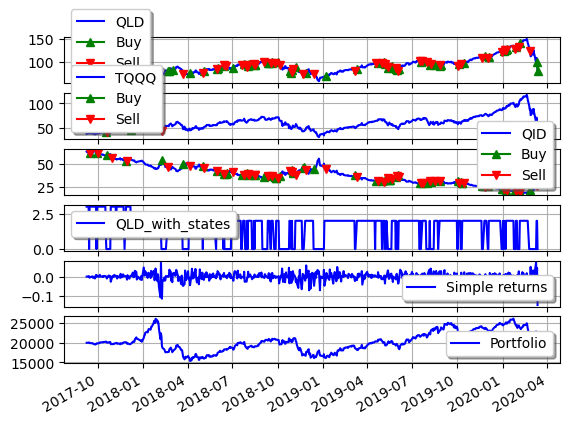 QLD
Buy
Sell
150
100
TQQQ
Buy
Sell
100
50
QID
Buy
Sell
50
25
QLD_with_states
2.5
0.0
Simple returns
0.0
−0.1
Portfolio
25000
20000
15000
2017-10
2018-01
2018-04
2018-07
2018-10
2019-01
2019-04
2019-07
2019-10
2020-01
2020-04